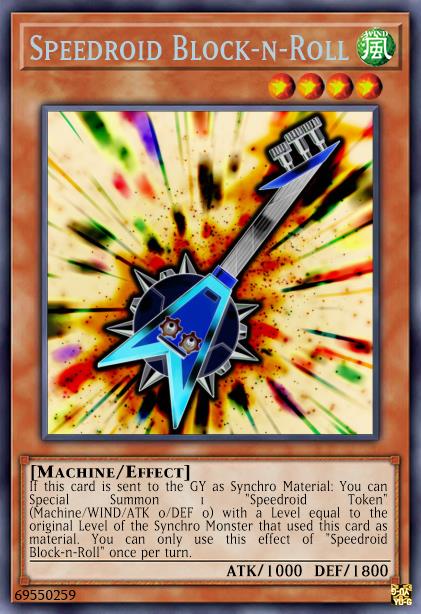 Speedroid Block-n-Roll
WIND
風
[Machine/Effect]
If this card is sent to the GY as Synchro Material: You can
Special Summon 1 "Speedroid Token"
(Machine/WIND/ATK 0/DEF 0) with a Level equal to the
original Level of the Synchro Monster that used this card as
material. You can only use this effect of "Speedroid
Block-n-Roll" once per turn.
ATK/1000 DEF/1800
69550259